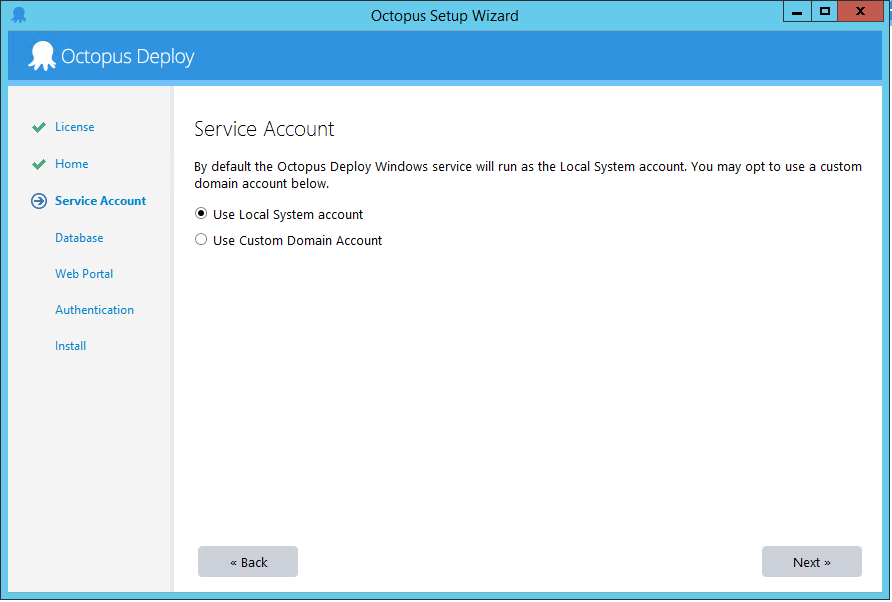 Octopus Setup Wizard
Octopus Deploy
License
Home
Service Account
Database
Web Portal
Authentication
Install
Service Account
By default the Octopus Deploy Windows service will run as the Local System account. You may opt to use a custom
domain account below.
Use Local System account
Use Custom Domain Account
« Back
Next »